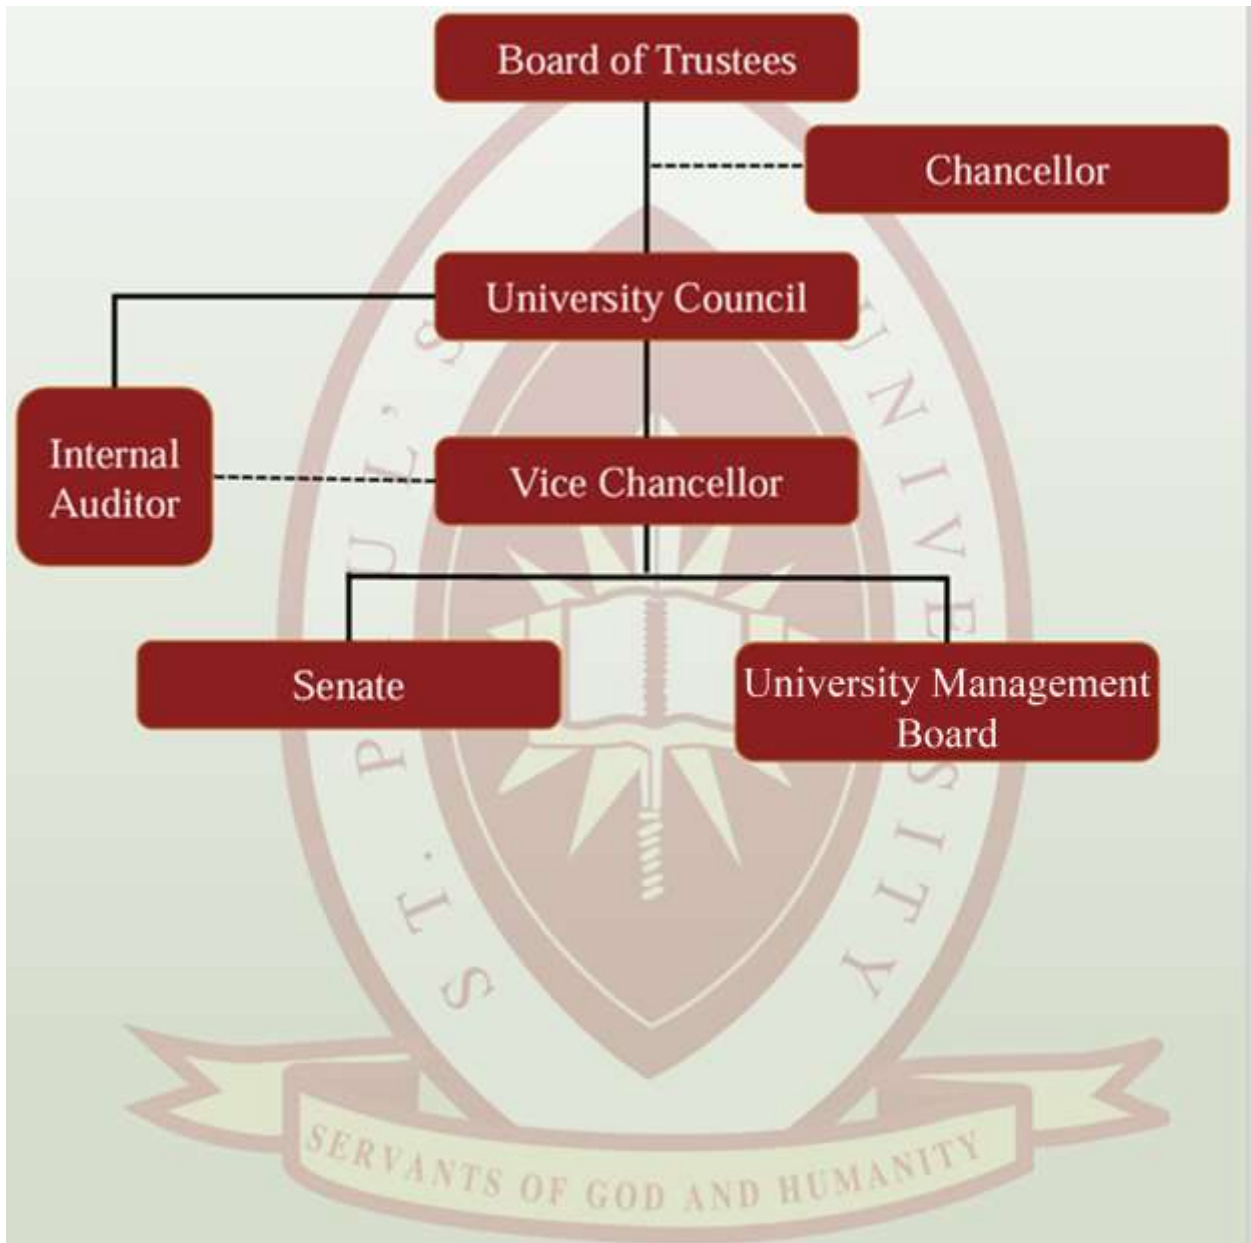 Board of Trustees
Chancellor
University Council
Internal
Auditor
Vice Chancellor
Senate
University Management
Board
ST. PAUL'S UNIVERSITY
SERVANTS OF GOD AND HUMANITY